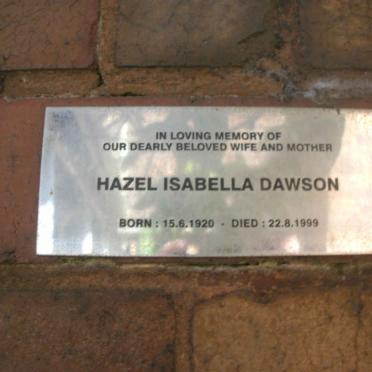 IN LOVING MEMORY OF
OUR DEARLY BELOVED WIFE AND MOTHER
HAZEL ISABELLA DAWSON
BORN : 15.6.1920 - DIED : 22.8.1999